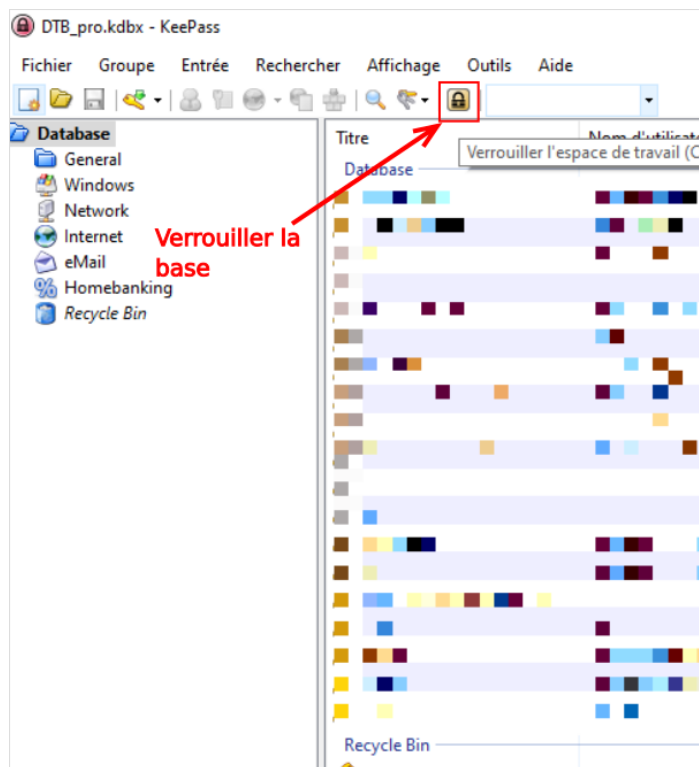 DTB_pro.kdbx - KeePass
Fichier Groupe Entrée Rechercher Affichage Outils Aide
Database
General
Windows
Network
Internet
eMail
Homebanking
Recycle Bin
Verrouiller la
base
Titre
Verrouiller l'espace de travail (C
Database
Recycle Bin